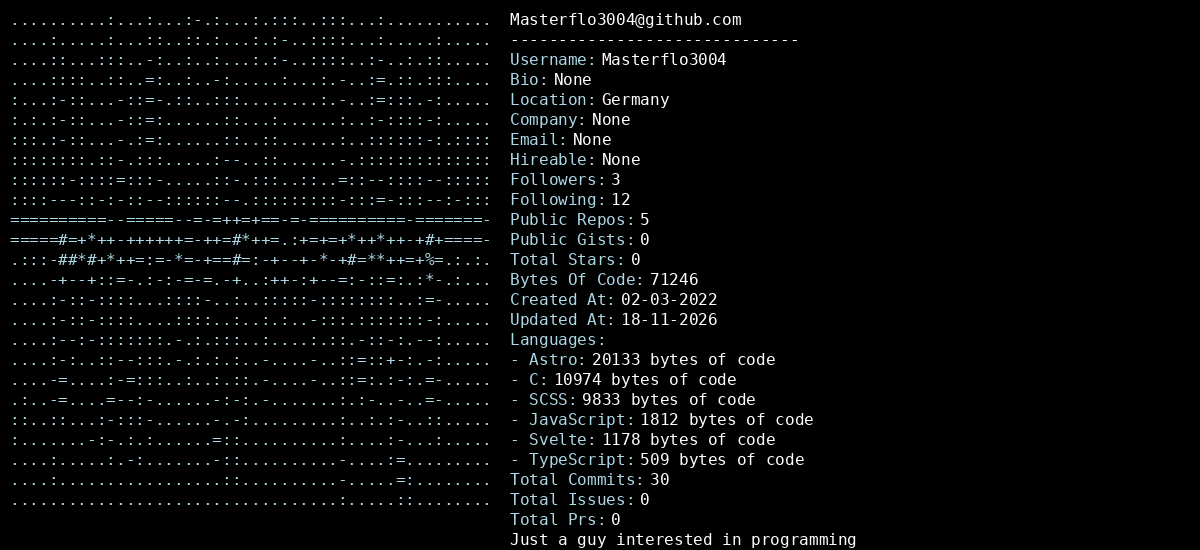 Masterflo3004@github.com
------------------------------
Username: Masterflo3004
Bio: None
Location: Germany
Company: None
Email: None
Hireable: None
Followers: 3
Following: 12
Public Repos: 5
Public Gists: 0
Total Stars: 0
Bytes Of Code: 71246
Created At: 02-03-2022
Updated At: 18-11-2026
Languages:
- Astro: 20133 bytes of code
- C: 10974 bytes of code
- SCSS: 9833 bytes of code
- JavaScript: 1812 bytes of code
- Svelte: 1178 bytes of code
- TypeScript: 509 bytes of code
Total Commits: 30
Total Issues: 0
Total Prs: 0
Just a guy interested in programming